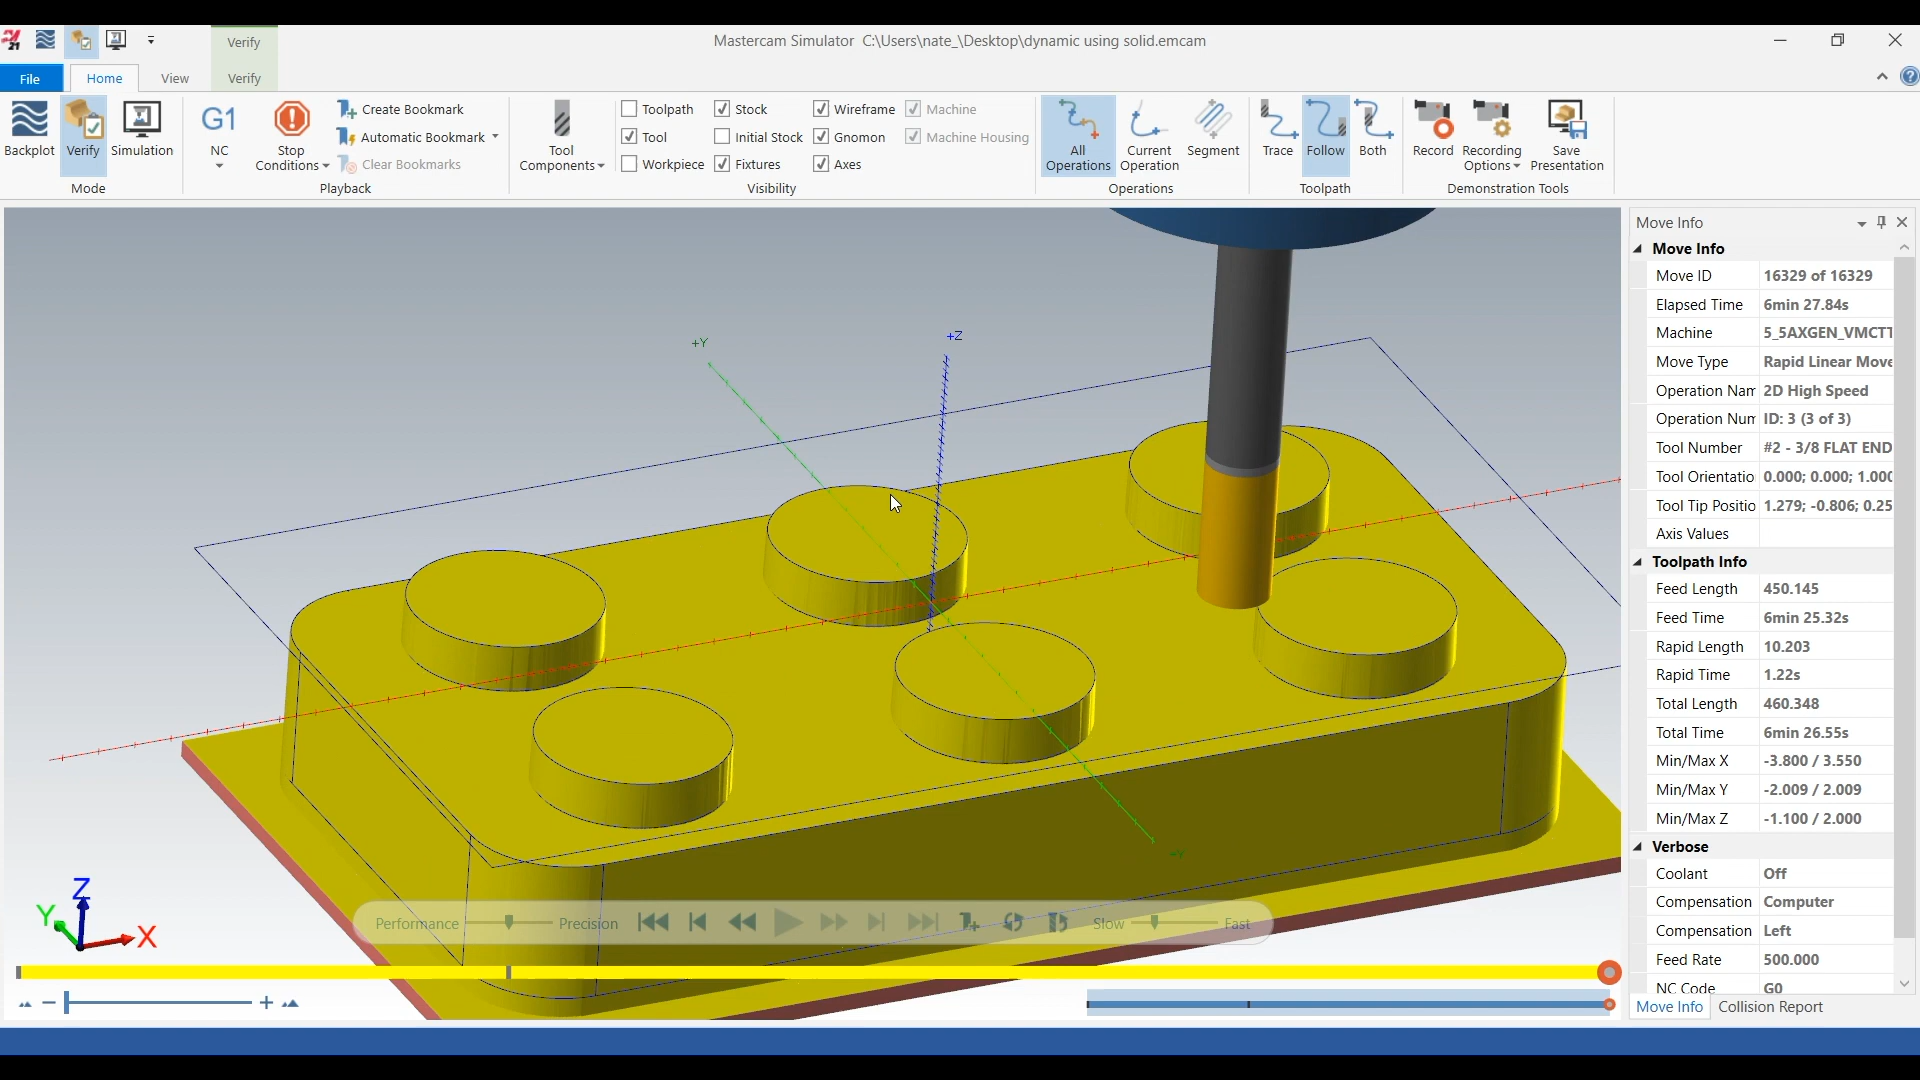 21
Verify
Mastercam Simulator C:\Users\nate_\Desktop\dynamic using solid.emcam
File
Home
View
Verify
Backplot
Verify
Simulation
Mode
G1
NC
Stop Conditions
Create Bookmark
Automatic Bookmark
Clear Bookmarks
Playback
Tool Components
Toolpath
Stock
Wireframe
Machine
Tool
Initial Stock
Gnomon
Machine Housing
Workpiece
Fixtures
Axes
Visibility
All Operations
Current Operation
Segment
Operations
Trace
Follow
Both
Toolpath
Record
Recording Options
Save Presentation
Demonstration Tools
+Y
+Z
Z
Y
X
Performance
Precision
Slow
Fast
Move Info
Move Info
Move ID 16329 of 16329
Elapsed Time 6min 27.84s
Machine 5_5AXGEN_VMCTT
Move Type Rapid Linear Move
Operation Nam 2D High Speed
Operation Num ID: 3 (3 of 3)
Tool Number #2 - 3/8 FLAT END
Tool Orientatio 0.000; 0.000; 1.000
Tool Tip Positio 1.279; -0.806; 0.25
Axis Values
Toolpath Info
Feed Length 450.145
Feed Time 6min 25.32s
Rapid Length 10.203
Rapid Time 1.22s
Total Length 460.348
Total Time 6min 26.55s
Min/Max X -3.800 / 3.550
Min/Max Y -2.009 / 2.009
Min/Max Z -1.100 / 2.000
Verbose
Coolant Off
Compensation Computer
Compensation Left
Feed Rate 500.000
NC Code G0
Move Info
Collision Report